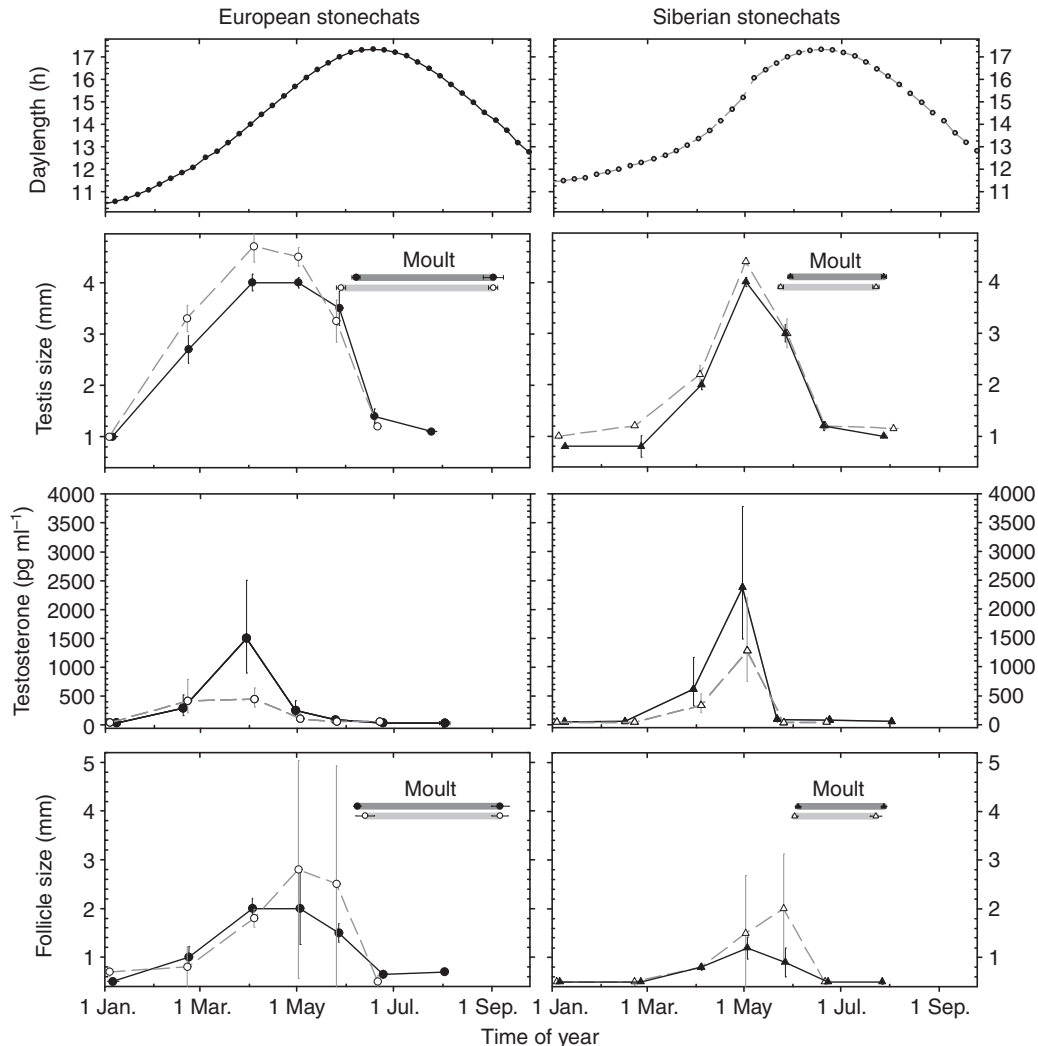 European stonechats Siberian stonechats
Daylength (h)
17 17
16 16
15 15
14 14
13 13
12 12
11 11
Testis size (mm)
Moult Moult
4 4
3 3
2 2
1 1
Testosterone (pg ml⁻¹)
4000 4000
3500 3500
3000 3000
2500 2500
2000 2000
1500 1500
1000 1000
500 500
0 0
Follicle size (mm)
5 5
Moult Moult
4 4
3 3
2 2
1 1
1 Jan. 1 Mar. 1 May 1 Jul. 1 Sep. 1 Jan. 1 Mar. 1 May 1 Jul. 1 Sep.
Time of year